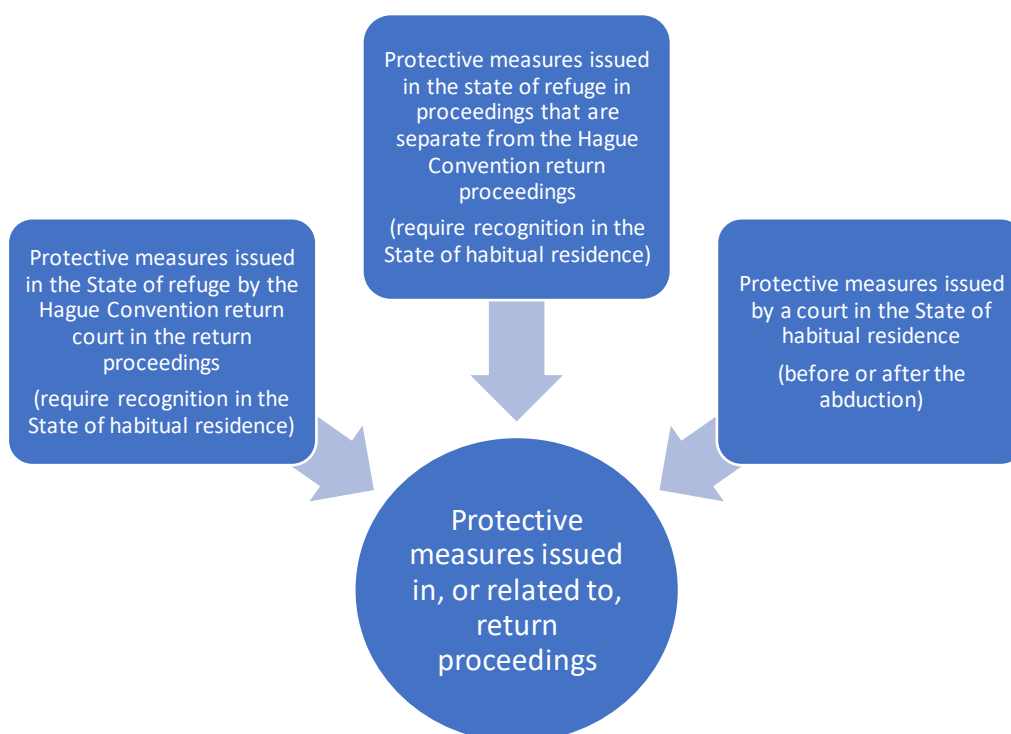 Protective measures issued
in the state of refuge in
proceedings that are
separate from the Hague
Convention return
proceedings
(require recognition in the
State of habitual residence)
Protective measures issued
in the State of refuge by the
Hague Convention return
court in the return
proceedings
(require recognition in the
State of habitual residence)
Protective measures issued
by a court in the State of
habitual residence
(before or after the
abduction)
Protective
measures issued
in, or related to,
return
proceedings